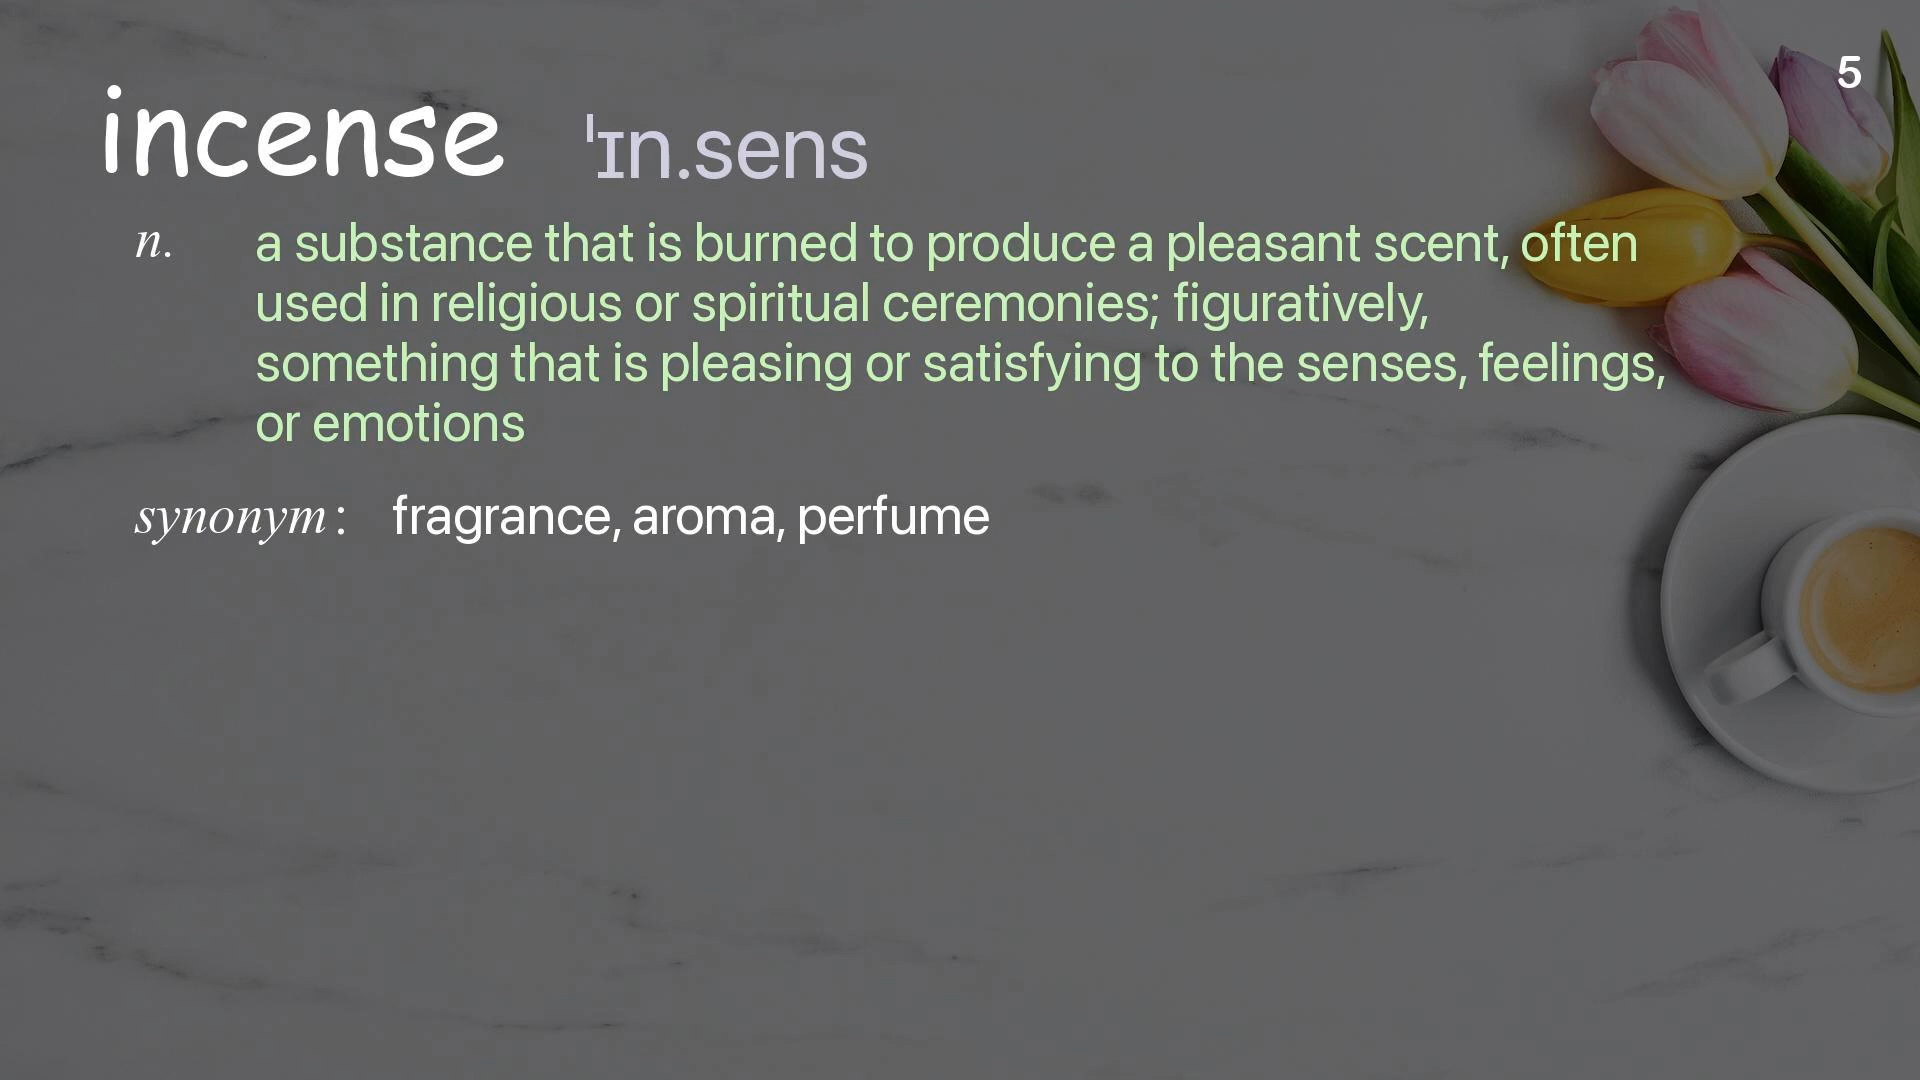 5
incense ˈɪn.sens
n. a substance that is burned to produce a pleasant scent, often
used in religious or spiritual ceremonies; figuratively,
something that is pleasing or satisfying to the senses, feelings,
or emotions
synonym : fragrance, aroma, perfume